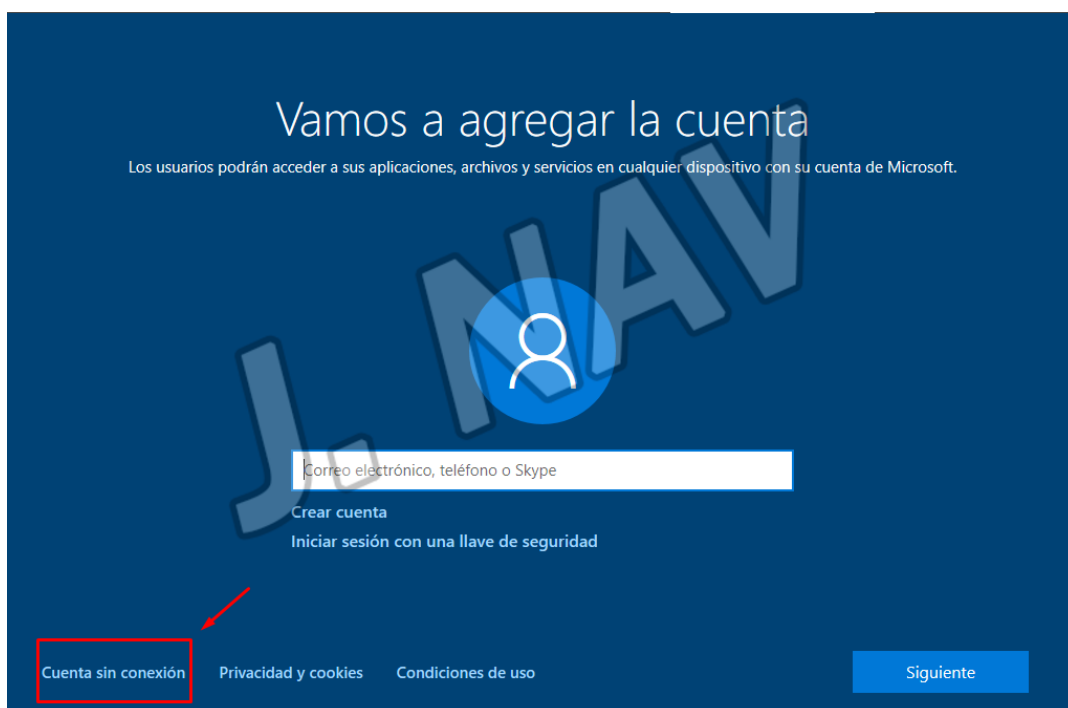 Vamos a agregar la cuenta
Los usuarios podrán acceder a sus aplicaciones, archivos y servicios en cualquier dispositivo con su cuenta de Microsoft.
J. NAV
Correo electrónico, teléfono o Skype
Crear cuenta
Iniciar sesión con una llave de seguridad
Cuenta sin conexión Privacidad y cookies Condiciones de uso Siguiente